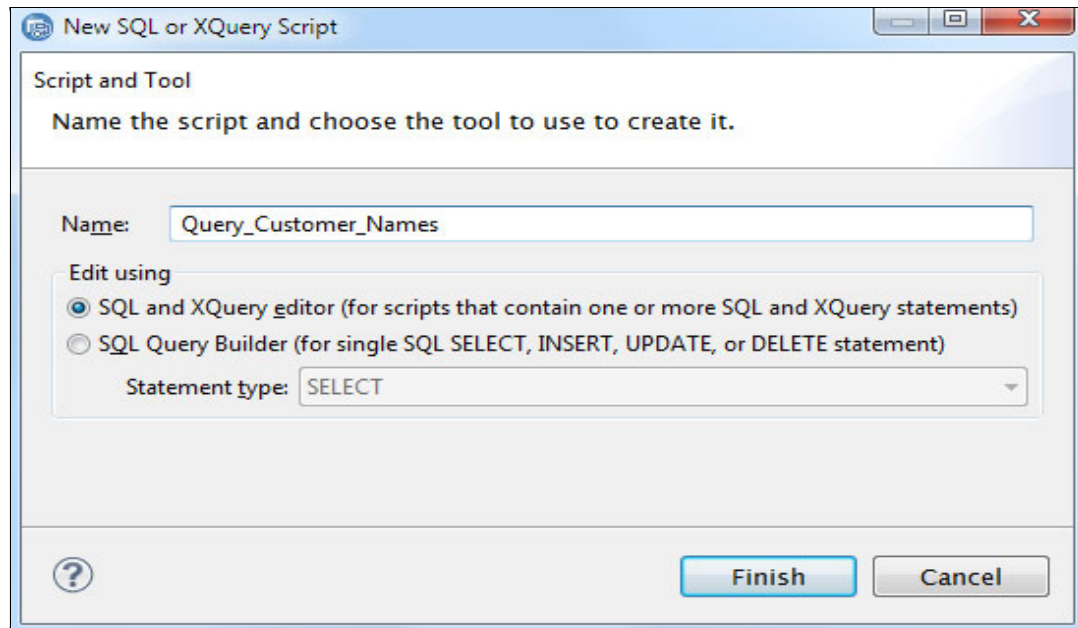 New SQL or XQuery Script
Script and Tool
Name the script and choose the tool to use to create it.
Name: Query_Customer_Names
Edit using
SQL and XQuery editor (for scripts that contain one or more SQL and XQuery statements)
SQL Query Builder (for single SQL SELECT, INSERT, UPDATE, or DELETE statement)
Statement type: SELECT
?
Finish Cancel